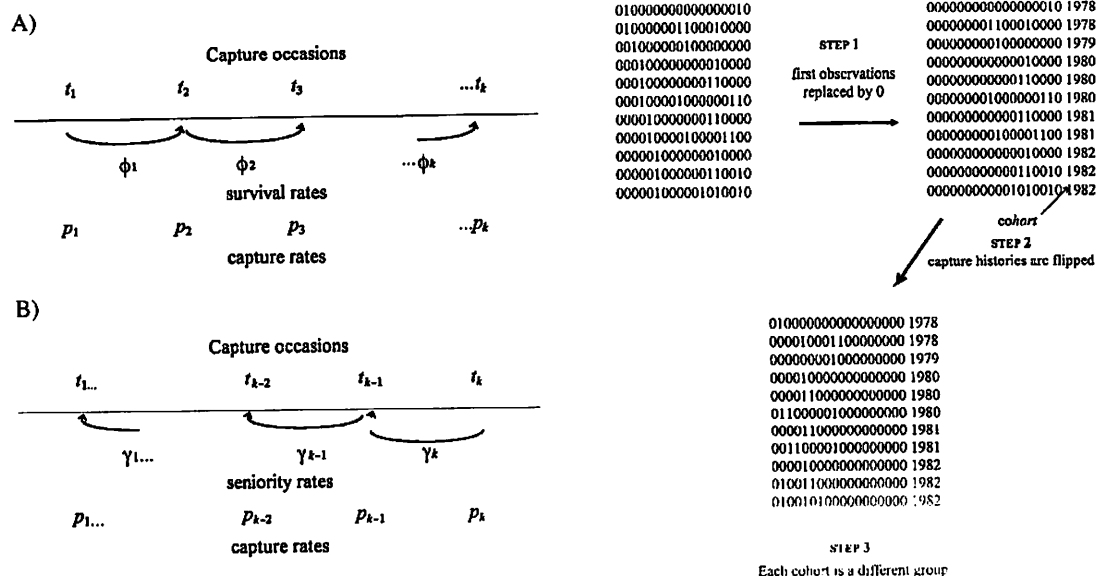 A)
Capture occasions
t1 t2 t3 ...tk
ϕ1 ϕ2 ...ϕk
survival rates
p1 p2 p3 ...pk
capture rates
B)
Capture occasions
t1... tk-2 tk-1 tk
γ1... γk-1 γk
seniority rates
p1... pk-2 pk-1 pk
capture rates
010000000000000010
010000001100010000
001000000100000000
000100000000010000
000100000000110000
000100001000000110
000010000000110000
000010000100001100
000001000000010000
000001000000110010
000001000001010010
STEP 1
first obsrvations
replaced by 0
000000000000000010 1978
000000001100010000 1978
000000000100000000 1979
000000000000010000 1980
000000000000110000 1980
000000001000000110 1980
000000000000110000 1981
000000000100001100 1981
000000000000010000 1982
000000000000110010 1982
000000000001010010 1982
cohort
STEP 2
capture histories are flipped
010000000000000000 1978
000010001100000000 1978
000000001000000000 1979
000010000000000000 1980
000011000000000000 1980
011000001000000000 1980
000011000000000000 1981
001100001000000000 1981
000010000000000000 1982
010011000000000000 1982
010010100000000000 1982
STEP 3
Each cohort is a different group